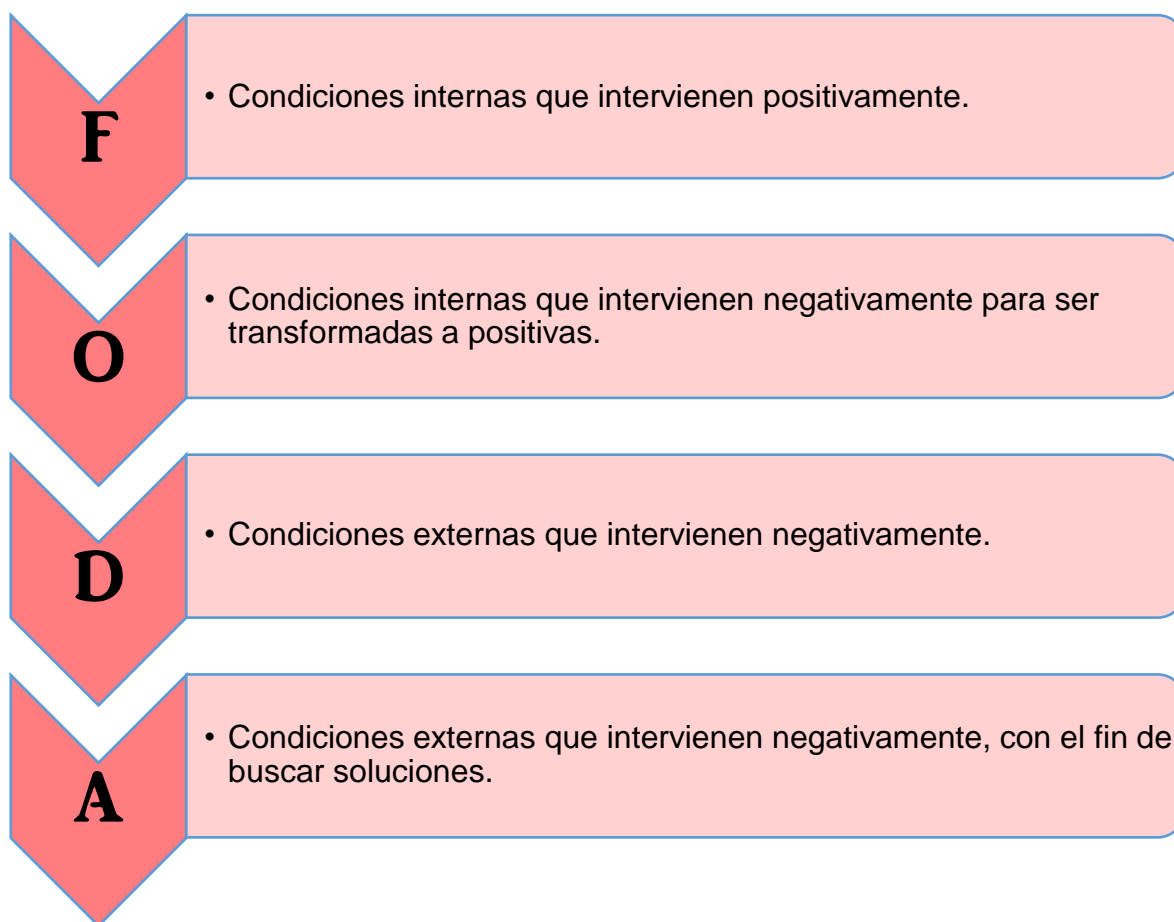 F
• Condiciones internas que intervienen positivamente.
O
• Condiciones internas que intervienen negativamente para ser
transformadas a positivas.
D
• Condiciones externas que intervienen negativamente.
A
• Condiciones externas que intervienen negativamente, con el fin de
buscar soluciones.